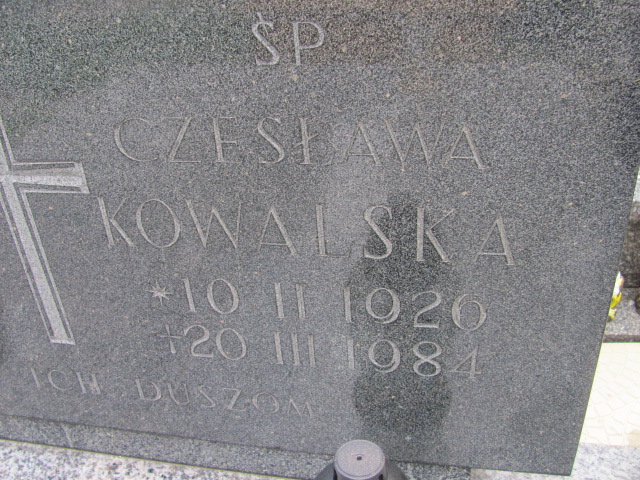 ŚP
CZESŁAWA
KOWALSKA
* 10 II 1926
† 20 III 1984
ICH DUSZOM